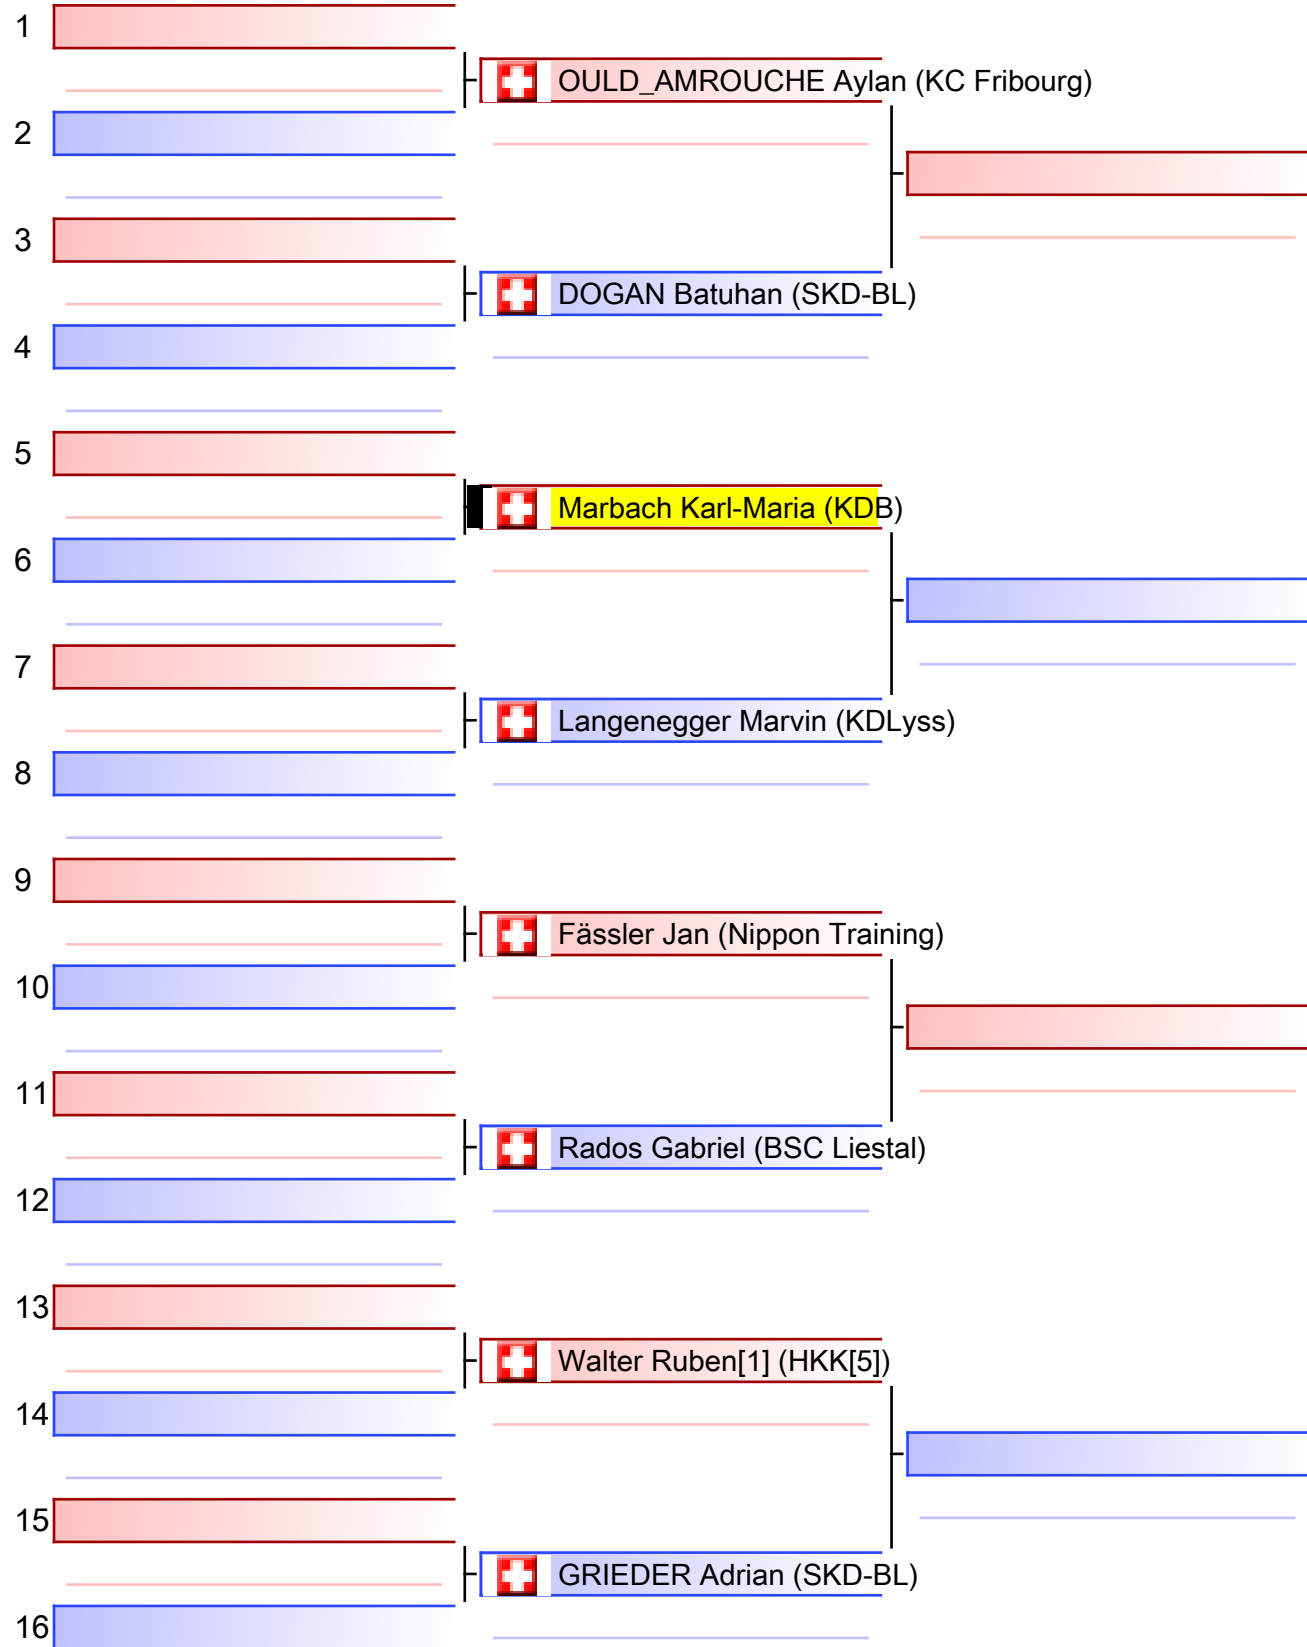 1
OULD_AMROUCHE Aylan (KC Fribourg)
2
3
DOGAN Batuhan (SKD-BL)
4
5
Marbach Karl-Maria (KDB)
6
7
Langenegger Marvin (KDLyss)
8
9
Fässler Jan (Nippon Training)
10
11
Rados Gabriel (BSC Liestal)
12
13
Walter Ruben[1] (HKK[5])
14
15
GRIEDER Adrian (SKD-BL)
16